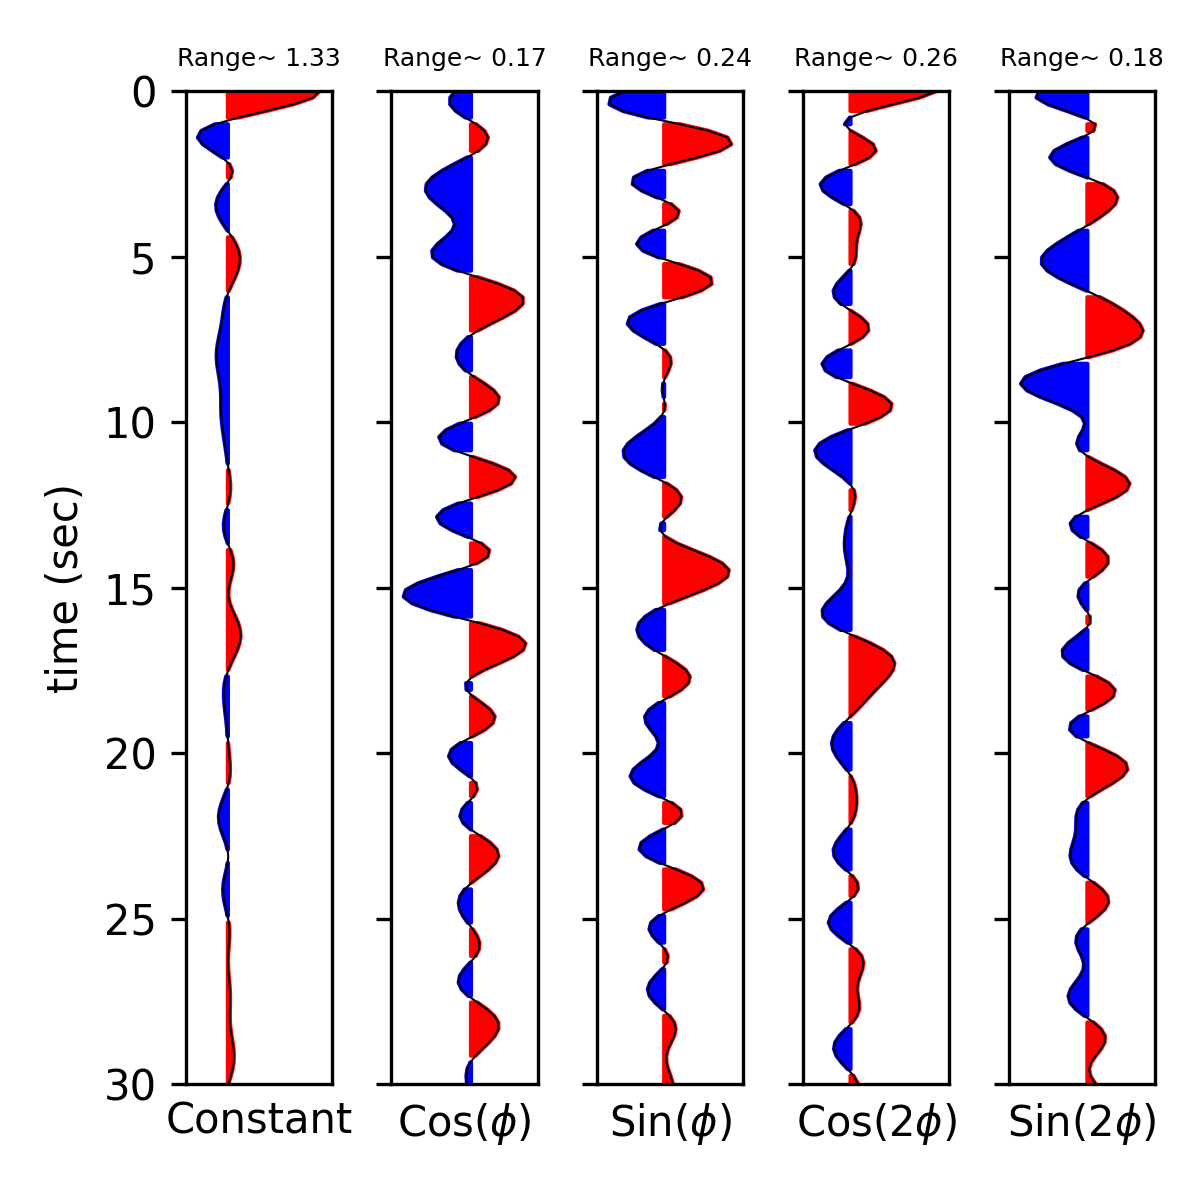 Range~ 1.33 Range~ 0.17 Range~ 0.24 Range~ 0.26 Range~ 0.18
0
5
10
15
20
25
30
time (sec)
Constant Cos(ϕ) Sin(ϕ) Cos(2ϕ) Sin(2ϕ)